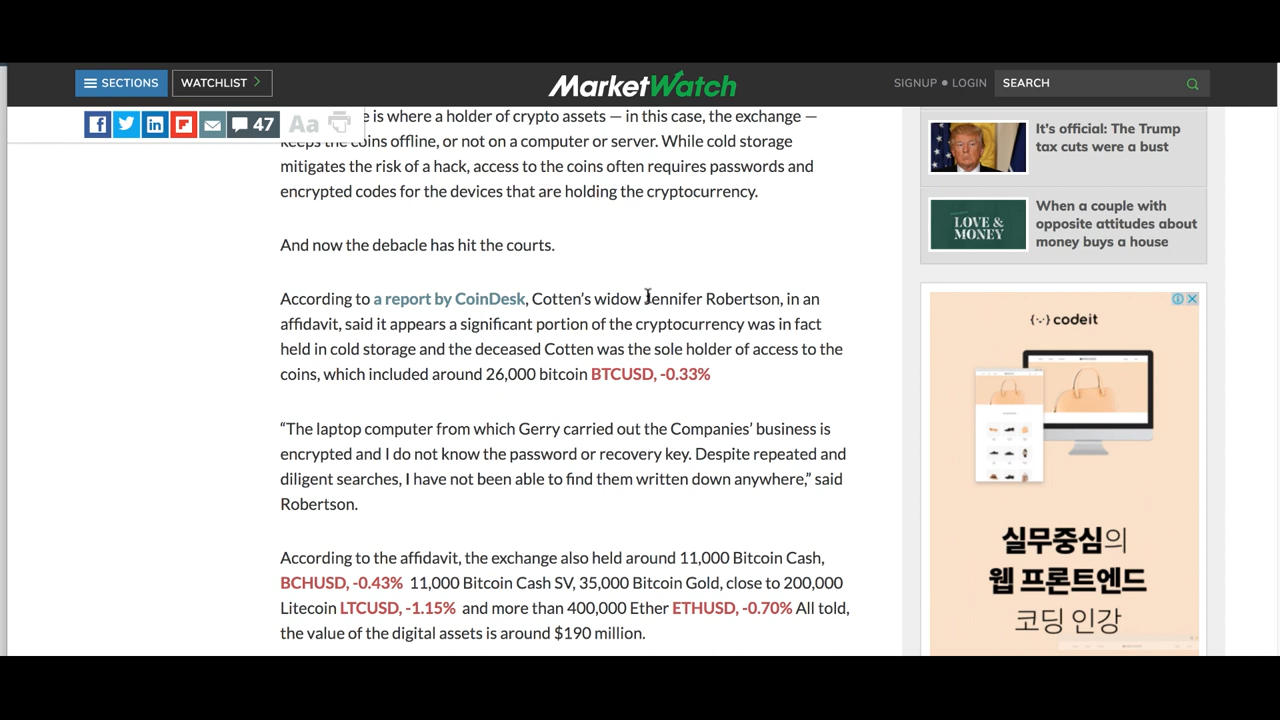 SECTIONS
WATCHLIST
MarketWatch
SIGNUP • LOGIN
SEARCH
47
Aa
e is where a holder of crypto assets — in this case, the exchange —
keeps the coins offline, or not on a computer or server. While cold storage
mitigates the risk of a hack, access to the coins often requires passwords and
encrypted codes for the devices that are holding the cryptocurrency.
And now the debacle has hit the courts.
According to a report by CoinDesk, Cotten’s widow Jennifer Robertson, in an
affidavit, said it appears a significant portion of the cryptocurrency was in fact
held in cold storage and the deceased Cotten was the sole holder of access to the
coins, which included around 26,000 bitcoin BTCUSD, -0.33%
“The laptop computer from which Gerry carried out the Companies’ business is
encrypted and I do not know the password or recovery key. Despite repeated and
diligent searches, I have not been able to find them written down anywhere,” said
Robertson.
According to the affidavit, the exchange also held around 11,000 Bitcoin Cash,
BCHUSD, -0.43% 11,000 Bitcoin Cash SV, 35,000 Bitcoin Gold, close to 200,000
Litecoin LTCUSD, -1.15% and more than 400,000 Ether ETHUSD, -0.70% All told,
the value of the digital assets is around $190 million.
It's official: The Trump
tax cuts were a bust
LOVE &
MONEY
When a couple with
opposite attitudes about
money buys a house
{:-} codeit
실무중심의
웹 프론트엔드
코딩 인강